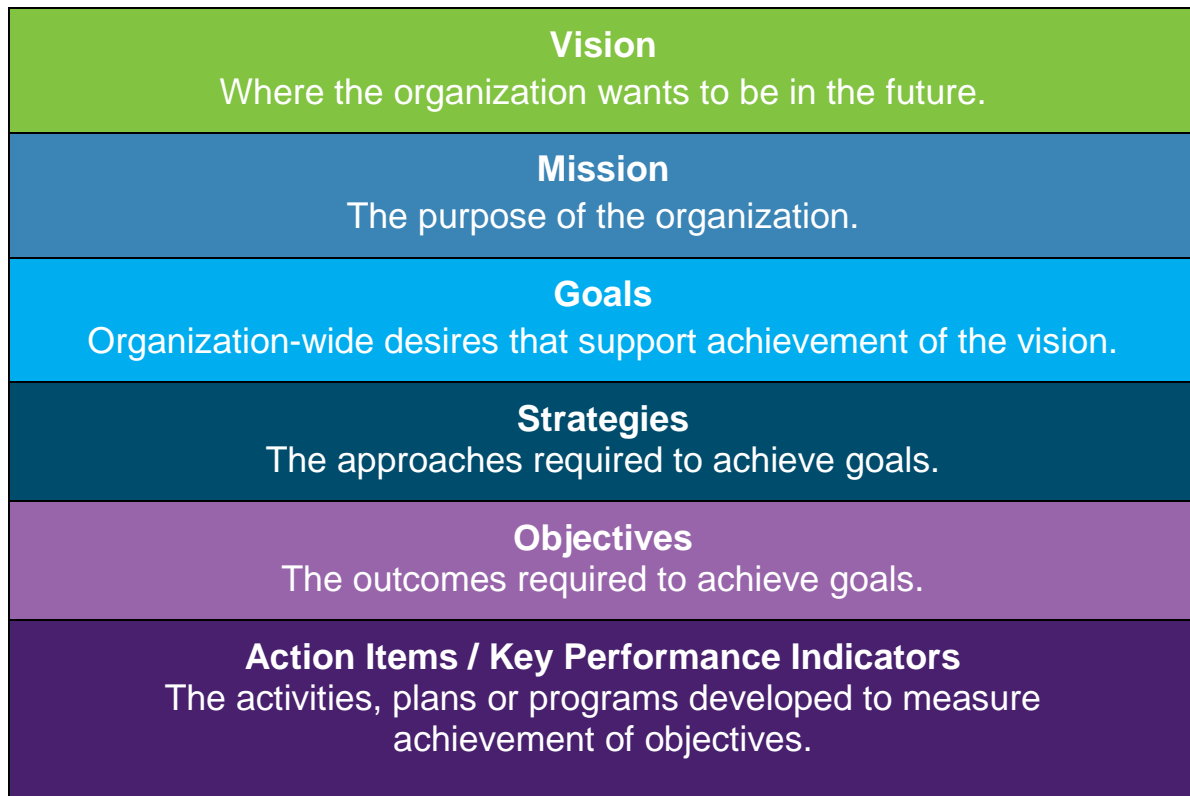 Vision
Where the organization wants to be in the future.
Mission
The purpose of the organization.
Goals
Organization-wide desires that support achievement of the vision.
Strategies
The approaches required to achieve goals.
Objectives
The outcomes required to achieve goals.
Action Items / Key Performance Indicators
The activities, plans or programs developed to measure
achievement of objectives.